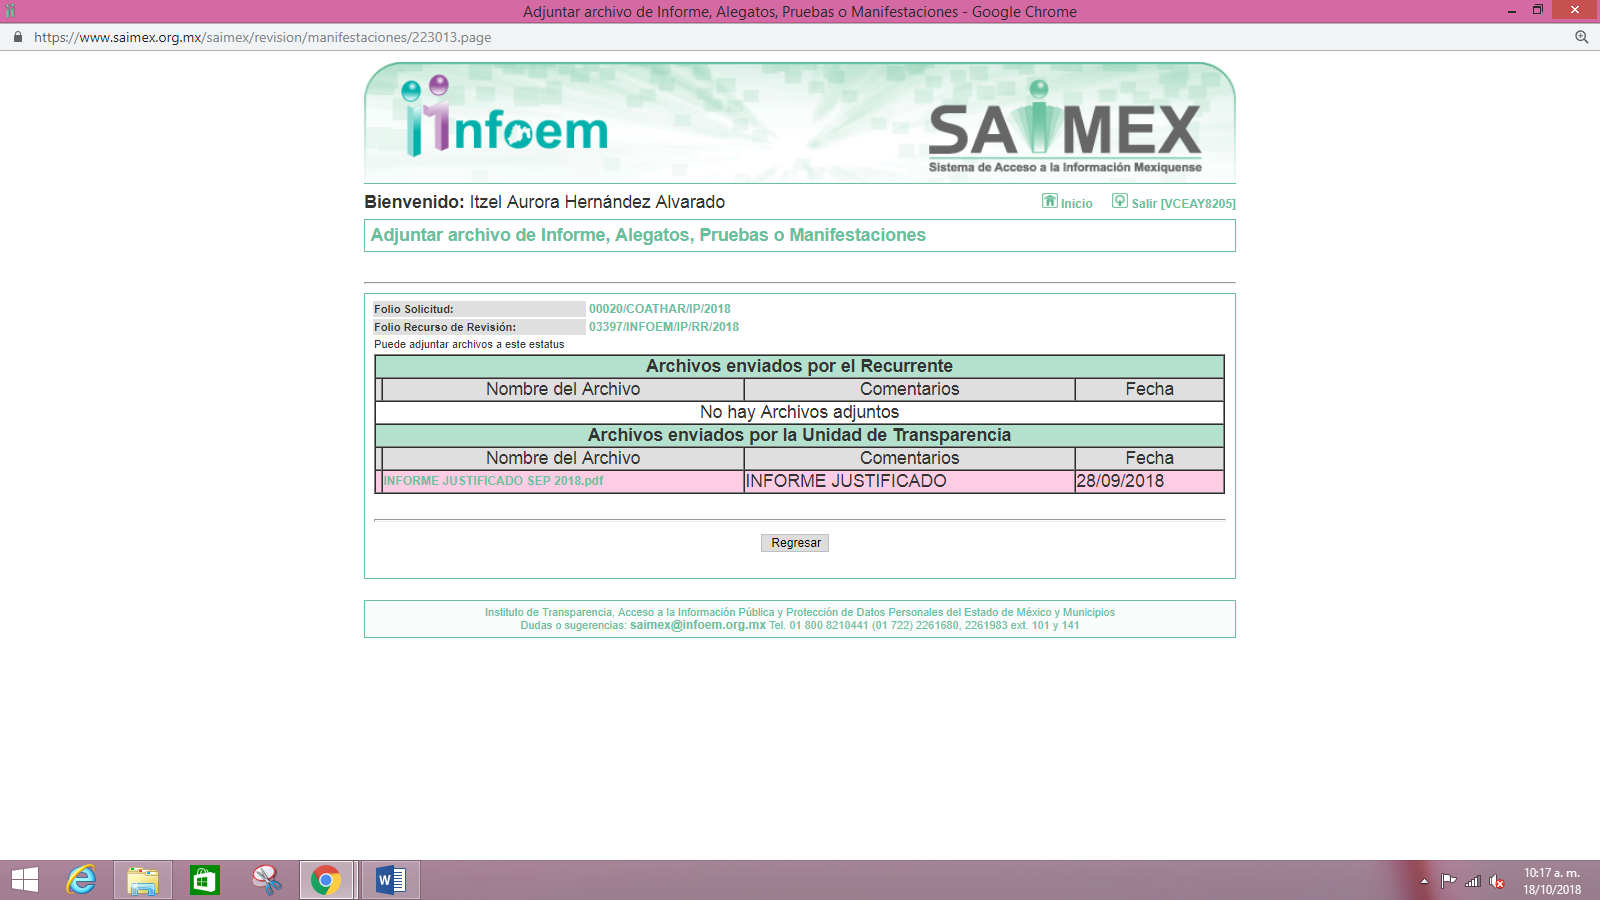 Adjuntar archivo de Informe, Alegatos, Pruebas o Manifestaciones - Google Chrome
https://www.saimex.org.mx/saimex/revision/manifestaciones/223013.page
infoem
SAIMEX
Sistema de Acceso a la Información Mexiquense
Bienvenido: Itzel Aurora Hernández Alvarado
Inicio Salir [VCEAY8205]
Adjuntar archivo de Informe, Alegatos, Pruebas o Manifestaciones
Folio Solicitud: 00020/COATHAR/IP/2018
Folio Recurso de Revisión: 03397/INFOEM/IP/RR/2018
Puede adjuntar archivos a este estatus
Archivos enviados por el Recurrente
Nombre del Archivo Comentarios Fecha
No hay Archivos adjuntos
Archivos enviados por la Unidad de Transparencia
Nombre del Archivo Comentarios Fecha
INFORME JUSTIFICADO SEP 2018.pdf INFORME JUSTIFICADO 28/09/2018
Regresar
Instituto de Transparencia, Acceso a la Información Pública y Protección de Datos Personales del Estado de México y Municipios
Dudas o sugerencias: saimex@infoem.org.mx Tel. 01 800 8210441 (01 722) 2261680, 2261983 ext. 101 y 141
10:17 a. m.
18/10/2018